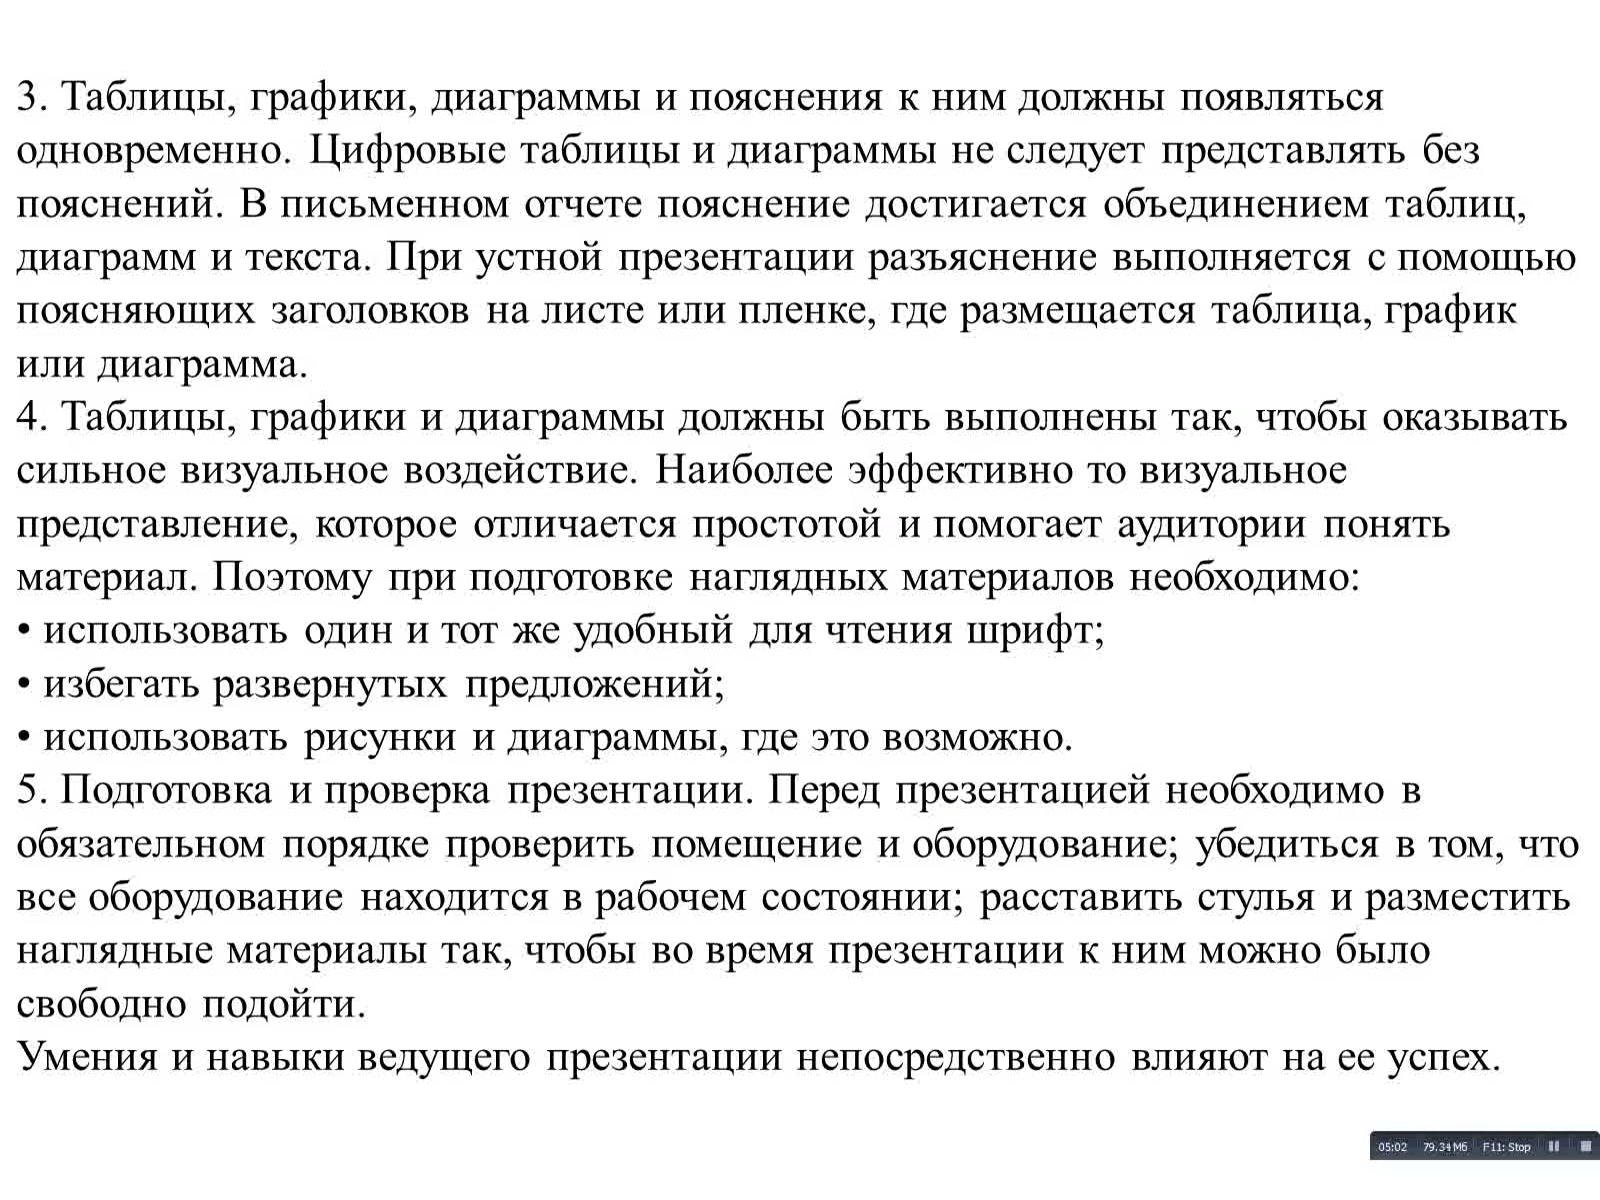 3. Таблицы, графики, диаграммы и пояснения к ним должны появляться
одновременно. Цифровые таблицы и диаграммы не следует представлять без
пояснений. В письменном отчете пояснение достигается объединением таблиц,
диаграмм и текста. При устной презентации разъяснение выполняется с помощью
поясняющих заголовков на листе или пленке, где размещается таблица, график
или диаграмма.
4. Таблицы, графики и диаграммы должны быть выполнены так, чтобы оказывать
сильное визуальное воздействие. Наиболее эффективно то визуальное
представление, которое отличается простотой и помогает аудитории понять
материал. Поэтому при подготовке наглядных материалов необходимо:
• использовать один и тот же удобный для чтения шрифт;
• избегать развернутых предложений;
• использовать рисунки и диаграммы, где это возможно.
5. Подготовка и проверка презентации. Перед презентацией необходимо в
обязательном порядке проверить помещение и оборудование; убедиться в том, что
все оборудование находится в рабочем состоянии; расставить стулья и разместить
наглядные материалы так, чтобы во время презентации к ним можно было
свободно подойти.
Умения и навыки ведущего презентации непосредственно влияют на ее успех.
05:02 79.34 Мб F11: Stop